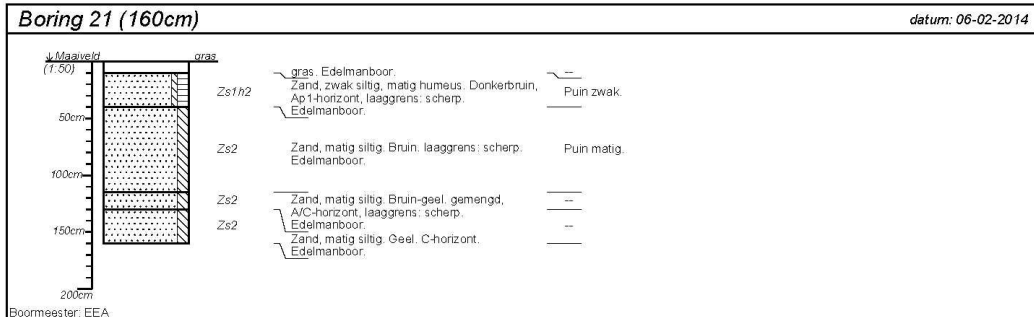 Boring 21 (160cm) datum: 06-02-2014
Maaiveld gras
(1:50)
gras. Edelmanboor. --
Zs1h2 Zand, zwak siltig, matig humeus. Donkerbruin, Puin zwak.
Ap1-horizont, laaggrens: scherp.
Edelmanboor.
50cm
Zs2 Zand, matig siltig. Bruin. laaggrens: scherp. Puin matig.
Edelmanboor.
100cm
Zs2 Zand, matig siltig. Bruin-geel. gemengd, --
A/C-horizont, laaggrens: scherp.
Zs2 Edelmanboor. --
150cm
Zand, matig siltig. Geel. C-horizont.
Edelmanboor.
200cm
Boormeester: EEA